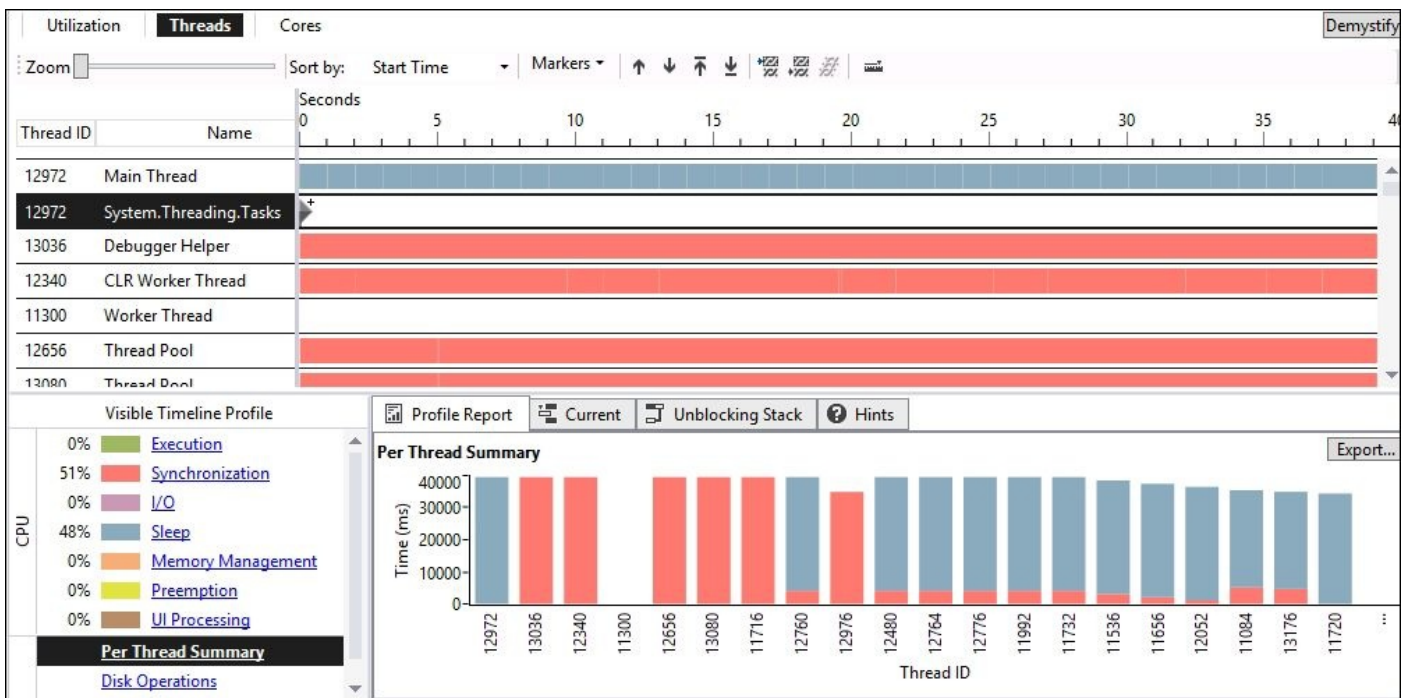 Utilization Threads Cores Demystify
Zoom Sort by: Start Time Markers
Seconds
Thread ID Name 0 5 10 15 20 25 30 35 40
12972 Main Thread
12972 System.Threading.Tasks
13036 Debugger Helper
12340 CLR Worker Thread
11300 Worker Thread
12656 Thread Pool
13080 Thread Pool
Visible Timeline Profile Profile Report Current Unblocking Stack Hints
CPU
0% Execution
51% Synchronization
0% I/O
48% Sleep
0% Memory Management
0% Preemption
0% UI Processing
Per Thread Summary
Disk Operations
Per Thread Summary Export...
Time (ms)
40000
30000
20000
10000
0
12972 13036 12340 11300 12656 13080 11716 12760 12976 12480 12764 12776 11992 11732 11536 11656 12052 11084 13176 11720 ...
Thread ID